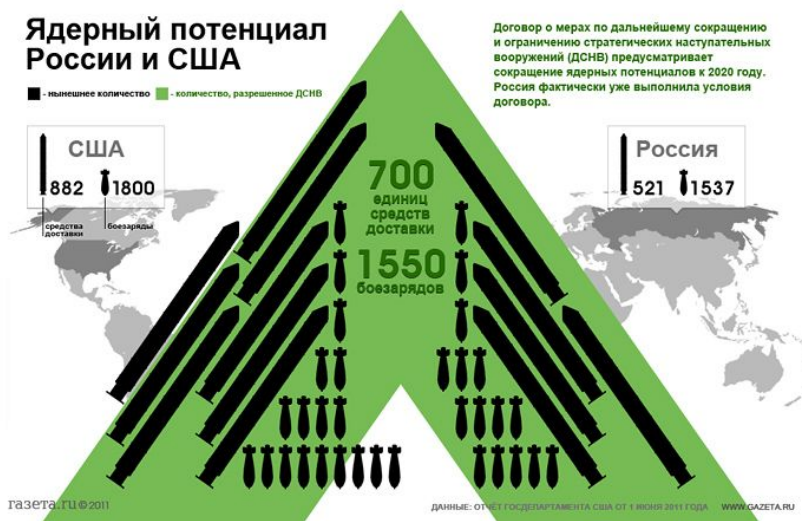 Ядерный потенциал
России и США
- нынешнее количество
- количество, разрешенное ДСНВ
Договор о мерах по дальнейшему сокращению
и ограничению стратегических наступательных
вооружений (ДСНВ) предусматривает
сокращение ядерных потенциалов к 2020 году.
Россия фактически уже выполнила условия
договора.
США
882 1800
средства
доставки
боезаряды
Россия
521 1537
700
единиц
средств
доставки
1550
боезарядов
газета.ru©2011
ДАННЫЕ: ОТЧЁТ ГОСДЕПАРТАМЕНТА США ОТ 1 ИЮНЯ 2011 ГОДА
WWW.GAZETA.RU